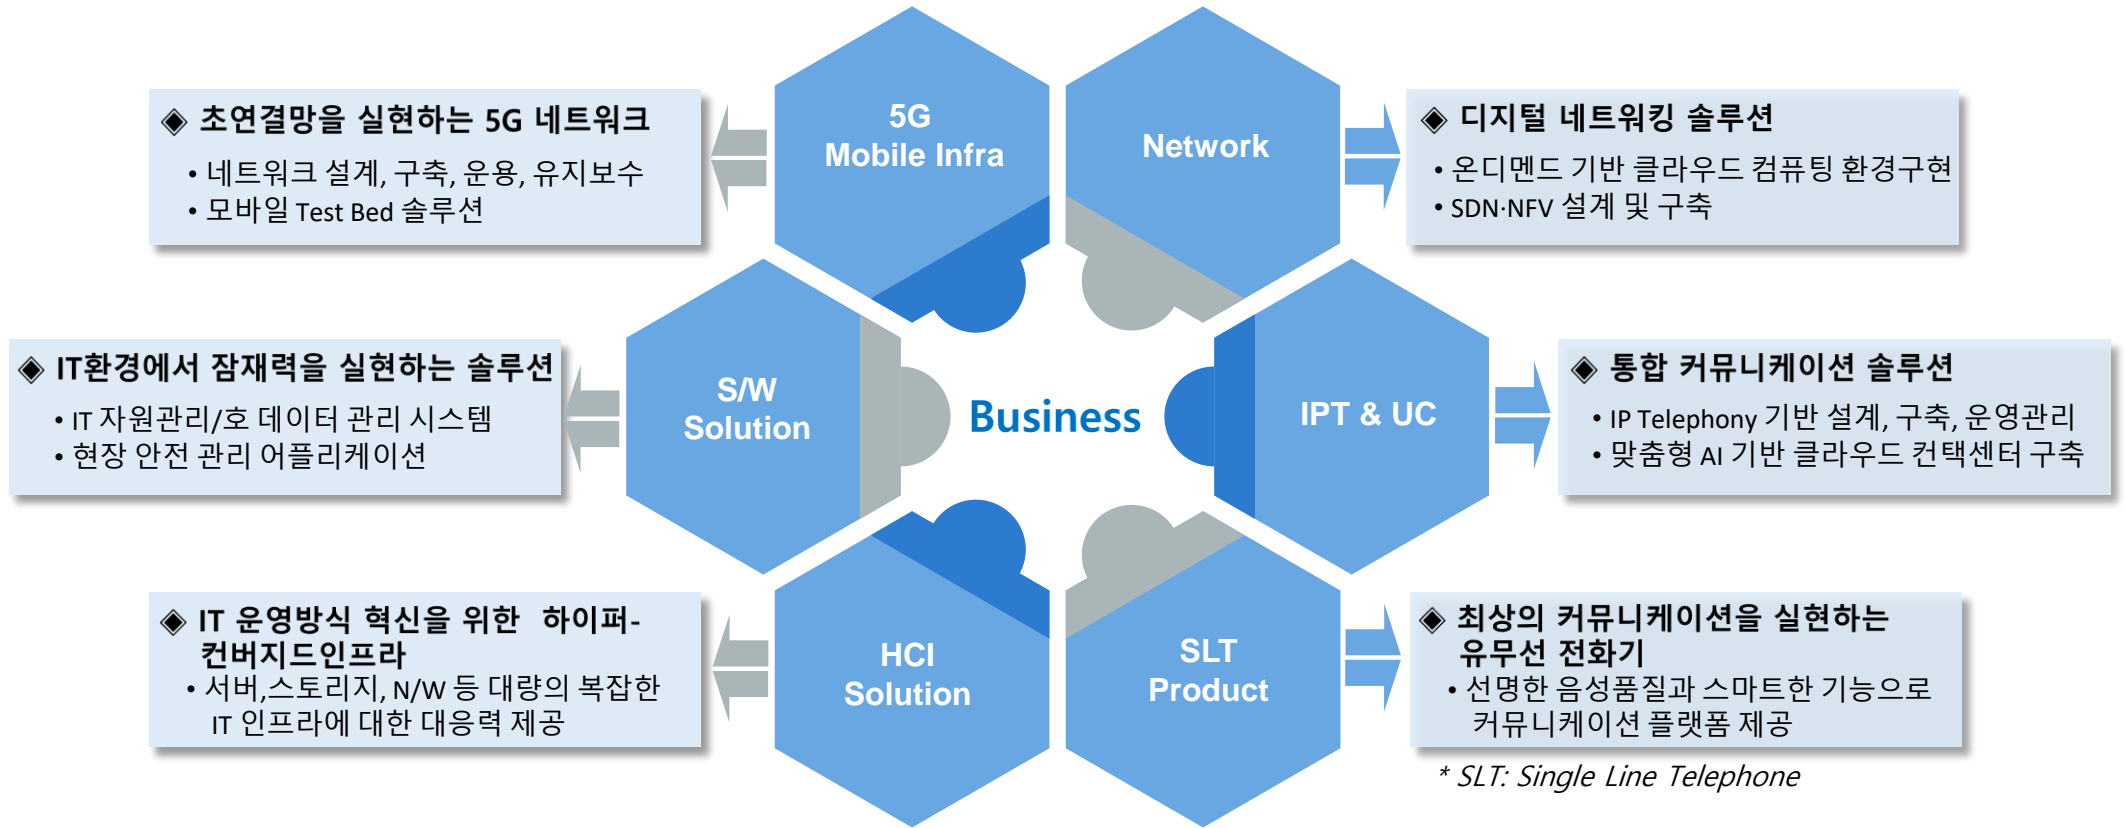 5G
Mobile Infra
Network
◈ 초연결망을 실현하는 5G 네트워크
• 네트워크 설계, 구축, 운용, 유지보수
• 모바일 Test Bed 솔루션
◈ 디지털 네트워킹 솔루션
• 온디멘드 기반 클라우드 컴퓨팅 환경구현
• SDN·NFV 설계 및 구축
◈ IT환경에서 잠재력을 실현하는 솔루션
• IT 자원관리/호 데이터 관리 시스템
• 현장 안전 관리 어플리케이션
S/W
Solution
Business
IPT & UC
◈ 통합 커뮤니케이션 솔루션
• IP Telephony 기반 설계, 구축, 운영관리
• 맞춤형 AI 기반 클라우드 컨택센터 구축
◈ IT 운영방식 혁신을 위한 하이퍼-
컨버지드인프라
• 서버,스토리지, N/W 등 대량의 복잡한
IT 인프라에 대한 대응력 제공
HCI
Solution
SLT
Product
◈ 최상의 커뮤니케이션을 실현하는
유무선 전화기
• 선명한 음성품질과 스마트한 기능으로
커뮤니케이션 플랫폼 제공
* SLT: Single Line Telephone